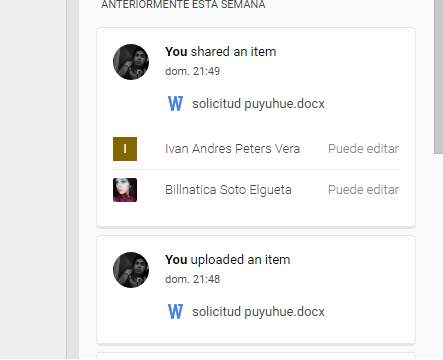 ANTERIORMENTE ESTA SEMANA
You shared an item
dom. 21:49
W solicitud puyuhue.docx
I Ivan Andres Peters Vera Puede editar
Billnatica Soto Elgueta Puede editar
You uploaded an item
dom. 21:48
W solicitud puyuhue.docx